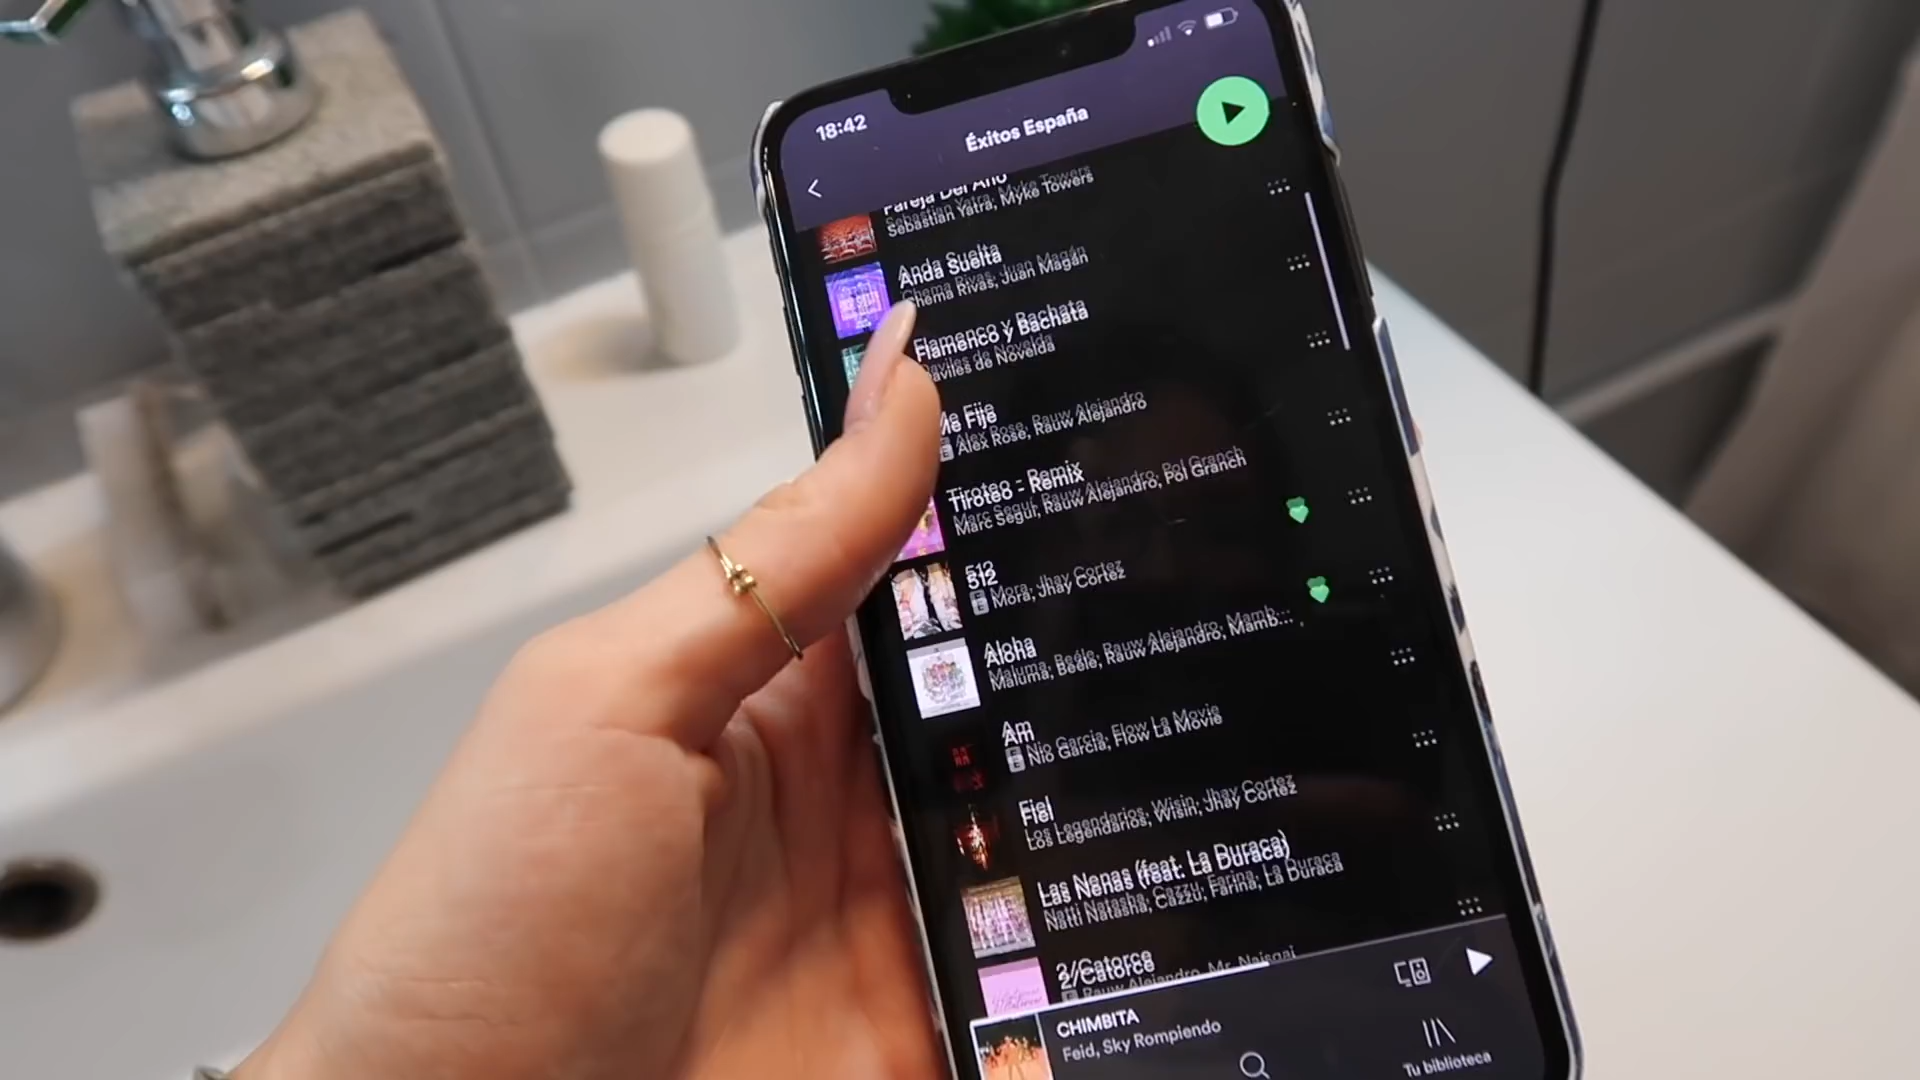 18:42
Éxitos España
Pareja Del Año
Sebastian Yatra, Myke Towers
Anda Suelta
Chema Rivas, Juan Magán
Flamenco y Bachata
Daviles de Novelda
Me Fije
E Alex Rose, Rauw Alejandro
Tiroteo - Remix
Marc Seguí, Rauw Alejandro, Pol Granch
512
E Mora, Jhay Cortez
Aloha
Maluma, Beéle, Rauw Alejandro, Mamb...
Am
E Nio Garcia, Flow La Movie
Fiel
Los Legendarios, Wisin, Jhay Cortez
Las Nenas (feat. La Duraca)
Natti Natasha, Cazzu, Farina, La Duraca
2/Catorce
E Rauw Alejandro, Mr. Naisgai
CHIMBITA
Feid, Sky Rompiendo
Tu biblioteca